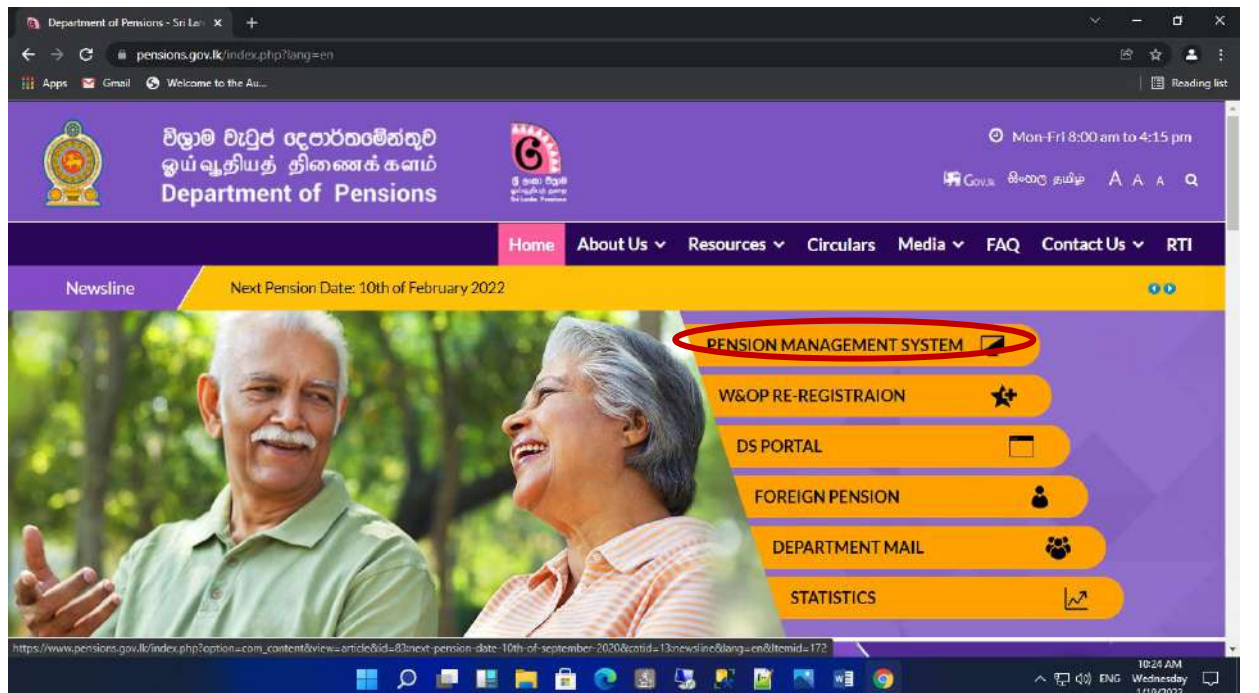 Department of Pensions - Sri Lan
pensions.gov.lk/index.php?lang=en
Apps Gmail Welcome to the Au... Reading list
විශ්‍රාම වැටුප් දෙපාර්තමේන්තුව
ஓய்வூதியத் திணைக்களம்
Department of Pensions
Mon-Fri 8:00 am to 4:15 pm
Gov.lk සිංහල தமிழ் A A A
Home About Us Resources Circulars Media FAQ Contact Us RTI
Newsline Next Pension Date: 10th of February 2022
PENSION MANAGEMENT SYSTEM
W&OP RE-REGISTRAION
DS PORTAL
FOREIGN PENSION
DEPARTMENT MAIL
STATISTICS
https://www.pensions.gov.lk/index.php?option=com_content&view=article&id=83:next-pension-date-10th-of-september-2020&catid=13:newsline&lang=en&Itemid=172
10:24 AM
ENG Wednesday